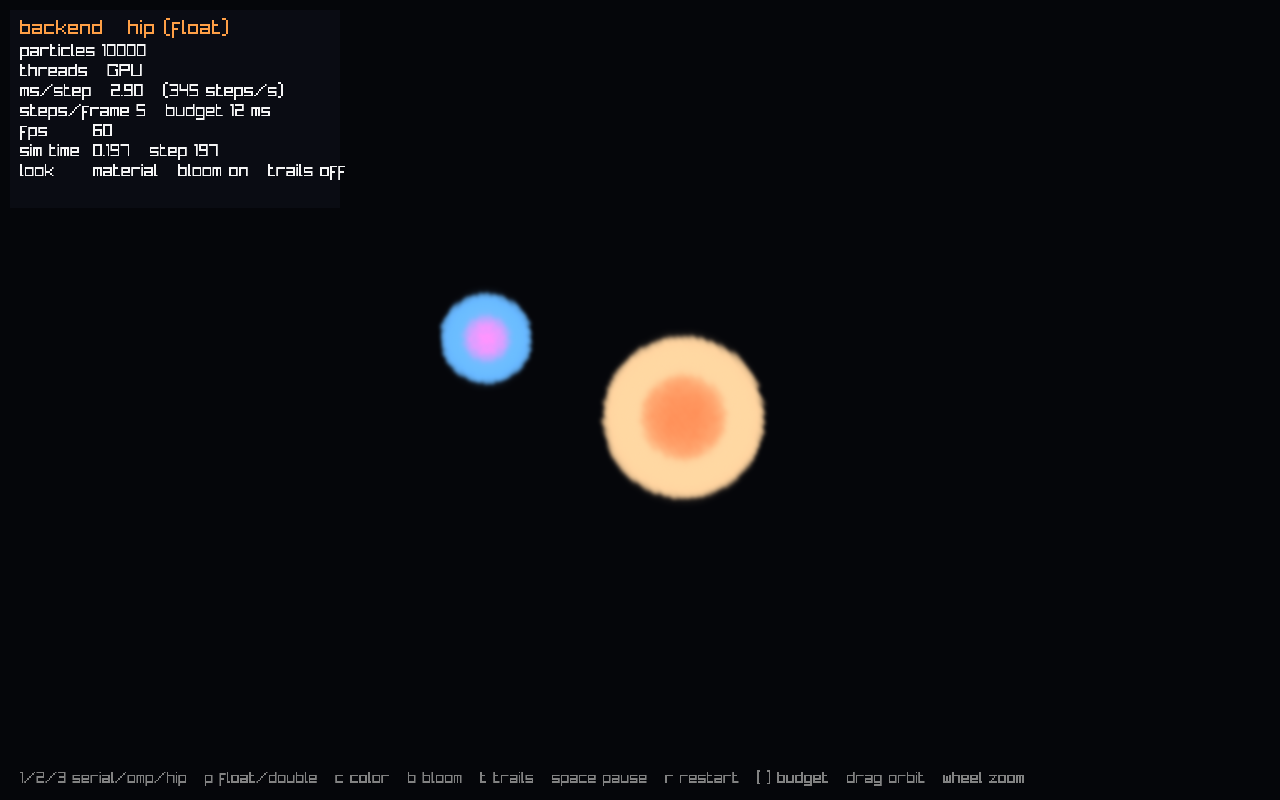 backend hip (float)
particles 10000
threads GPU
ms/step 2.90 (345 steps/s)
steps/frame 5 budget 12 ms
fps 60
sim time 0.197 step 197
look material bloom on trails off
1/2/3 serial/omp/hip p float/double c color b bloom t trails space pause r restart [ ] budget drag orbit wheel zoom